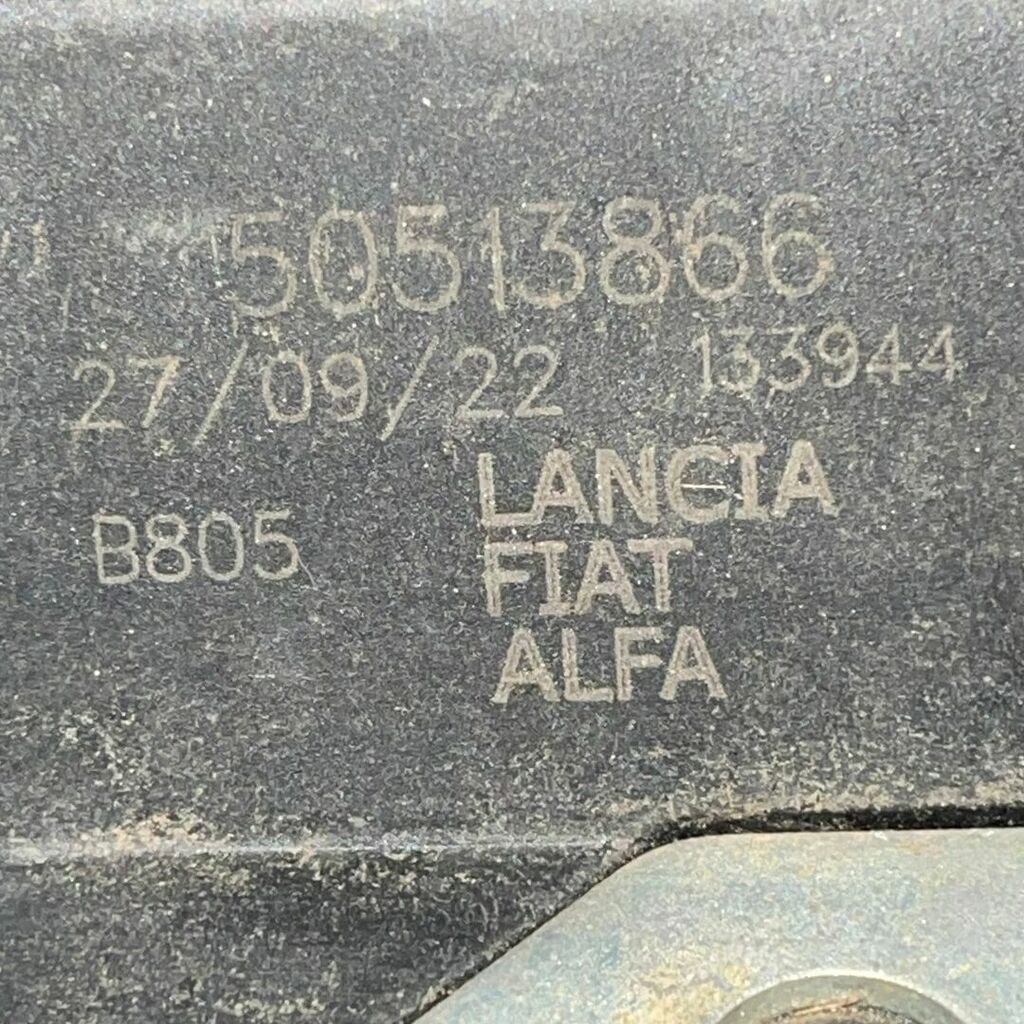 50513866
27/09/22 133944
B805
LANCIA
FIAT
ALFA